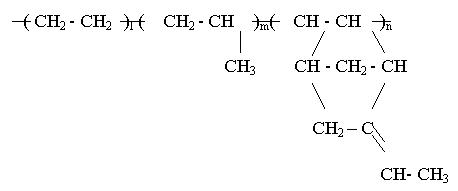 ─( CH2 - CH2 )l( CH2 - CH )m( CH - CH )n
CH3 CH - CH2 - CH
CH2 – C
CH- CH3